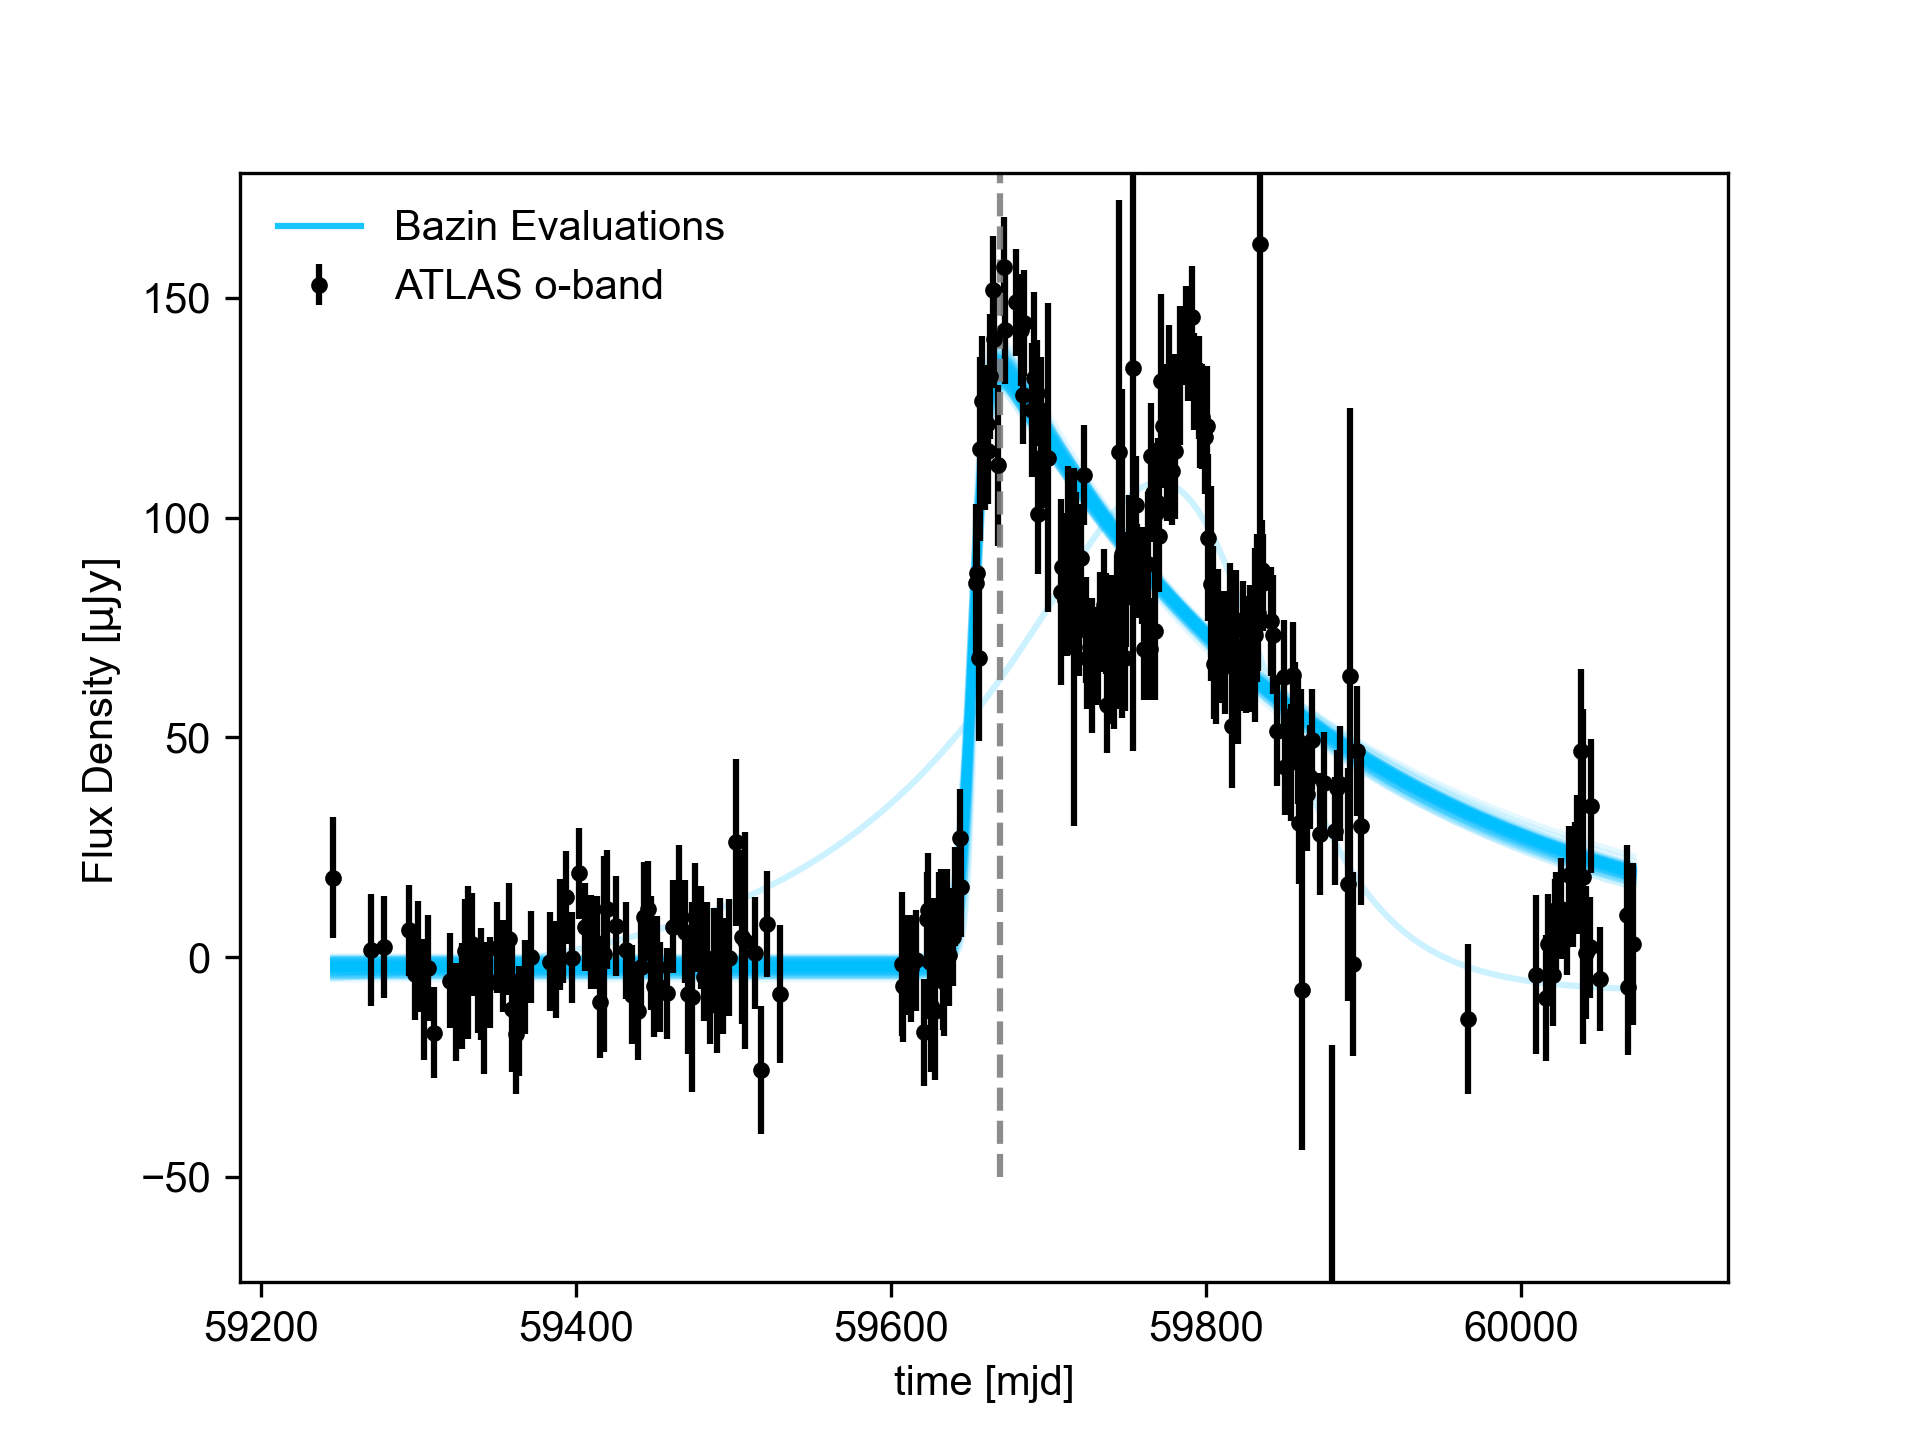 Bazin Evaluations
ATLAS o-band
150
100
50
0
−50
Flux Density [µJy]
59200 59400 59600 59800 60000
time [mjd]